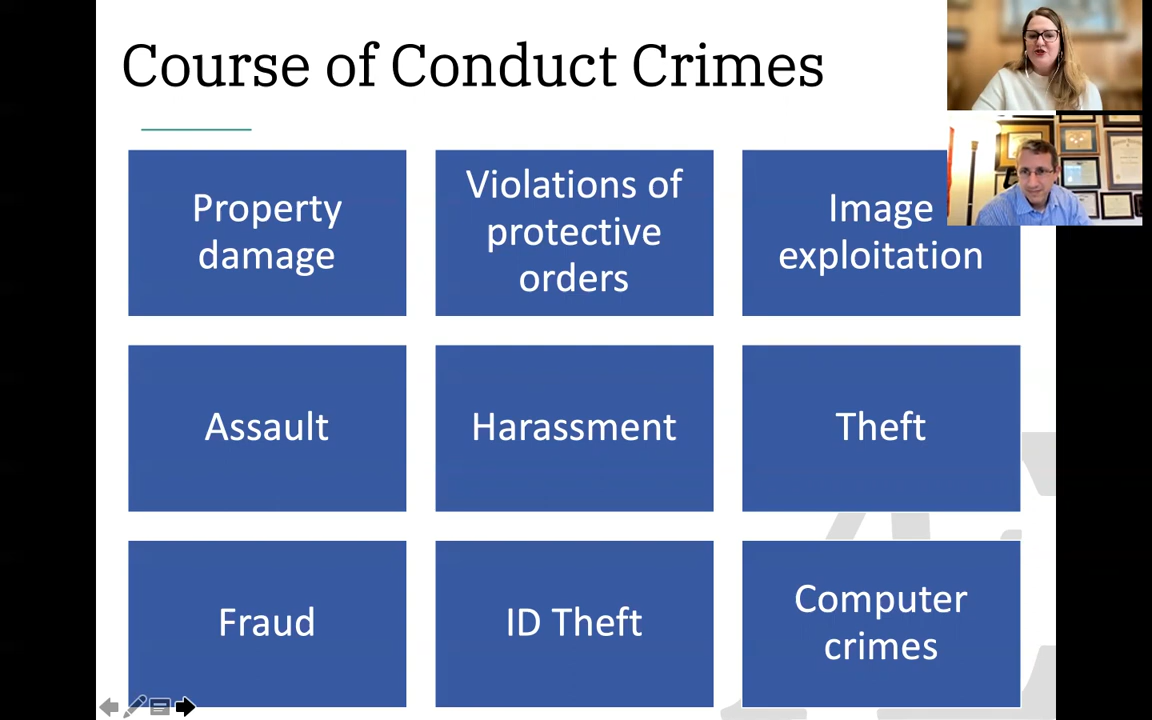 Course of Conduct Crimes
Property
damage
Violations of
protective
orders
Image
exploitation
Assault
Harassment
Theft
Fraud
ID Theft
Computer
crimes